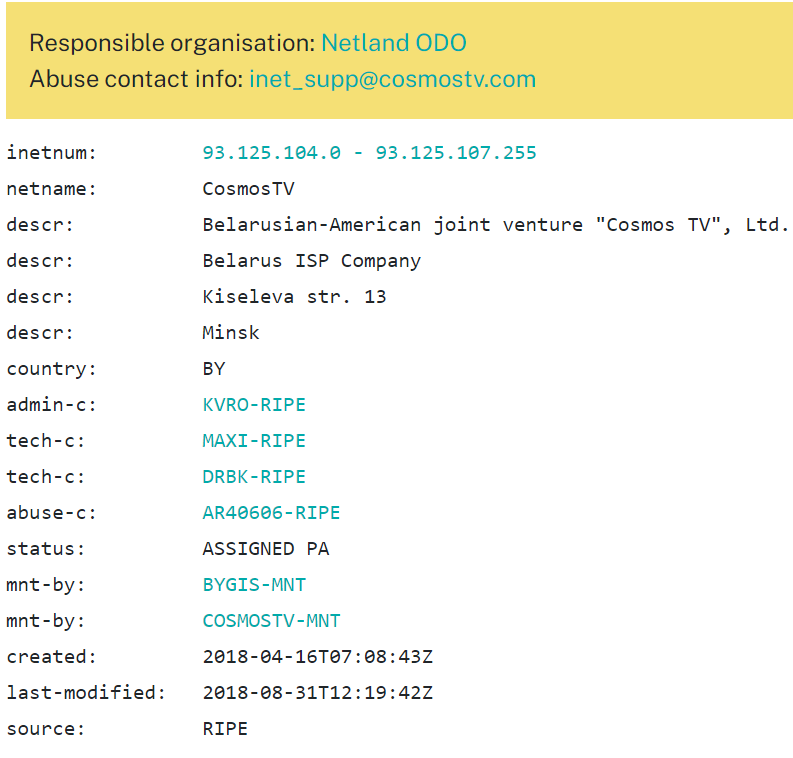 Responsible organisation: Netland ODO
Abuse contact info: inet_supp@cosmostv.com
inetnum: 93.125.104.0 - 93.125.107.255
netname: CosmosTV
descr: Belarusian-American joint venture "Cosmos TV", Ltd.
descr: Belarus ISP Company
descr: Kiseleva str. 13
descr: Minsk
country: BY
admin-c: KVRO-RIPE
tech-c: MAXI-RIPE
tech-c: DRBK-RIPE
abuse-c: AR40606-RIPE
status: ASSIGNED PA
mnt-by: BYGIS-MNT
mnt-by: COSMOSTV-MNT
created: 2018-04-16T07:08:43Z
last-modified: 2018-08-31T12:19:42Z
source: RIPE